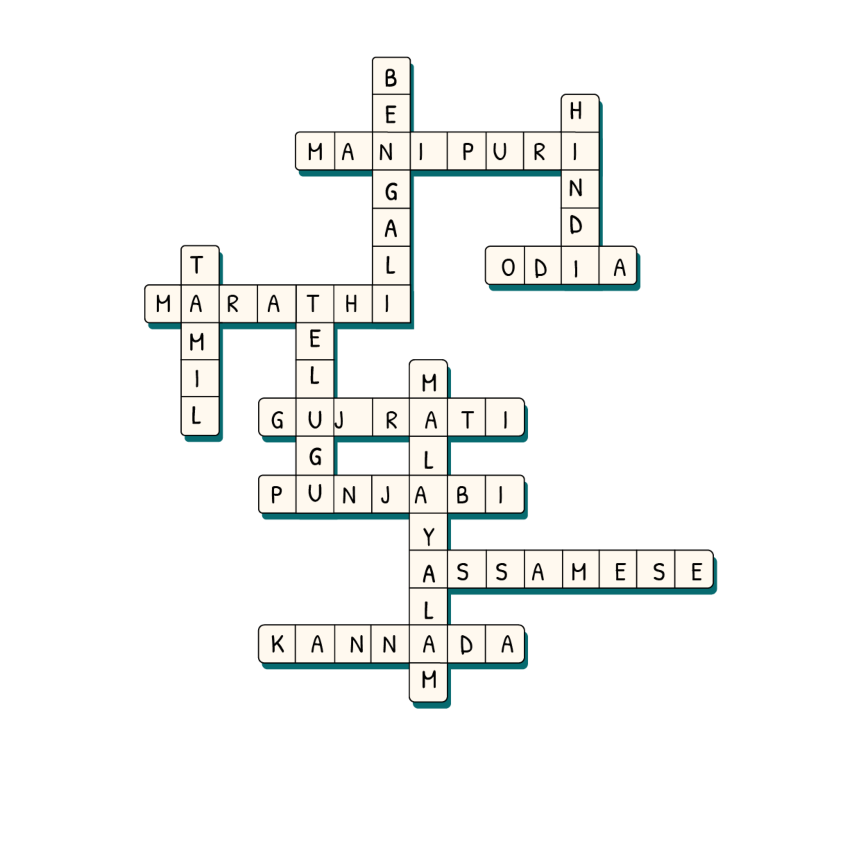 BENGALI
HINDI
MANIPURI
TAMIL
ODIA
MARATHI
TELUGU
MALAYALAM
GUJRATI
PUNJABI
ASSAMESE
KANNADA